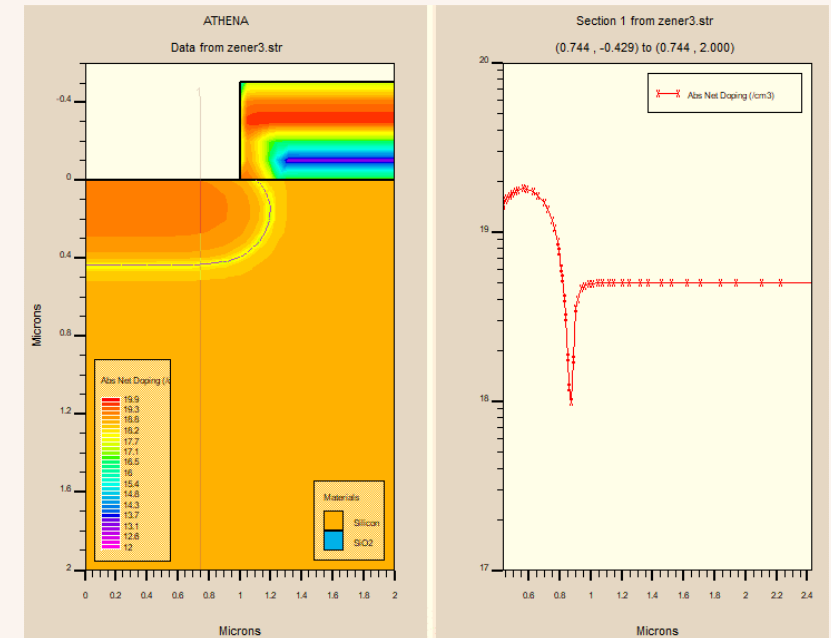 ATHENA
Data from zener3.str
-0.4
0
0.4
0.8
1.2
1.6
2
Microns
Abs Net Doping (/c
19.9
19.3
18.8
18.2
17.7
17.1
16.5
16
15.4
14.8
14.3
13.7
13.1
12.6
12
Materials
Silicon
SiO2
0 0.2 0.4 0.6 0.8 1 1.2 1.4 1.6 1.8 2
Microns
Section 1 from zener3.str
(0.744 , -0.429) to (0.744 , 2.000)
Abs Net Doping (/cm3)
20
19
18
17
0.6 0.8 1 1.2 1.4 1.6 1.8 2 2.2 2.4
Microns